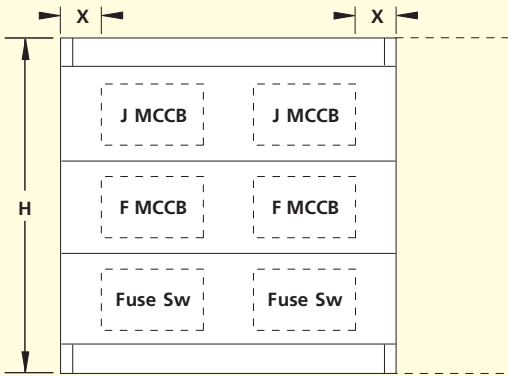 X X
J MCCB J MCCB
H
F MCCB F MCCB
Fuse Sw Fuse Sw